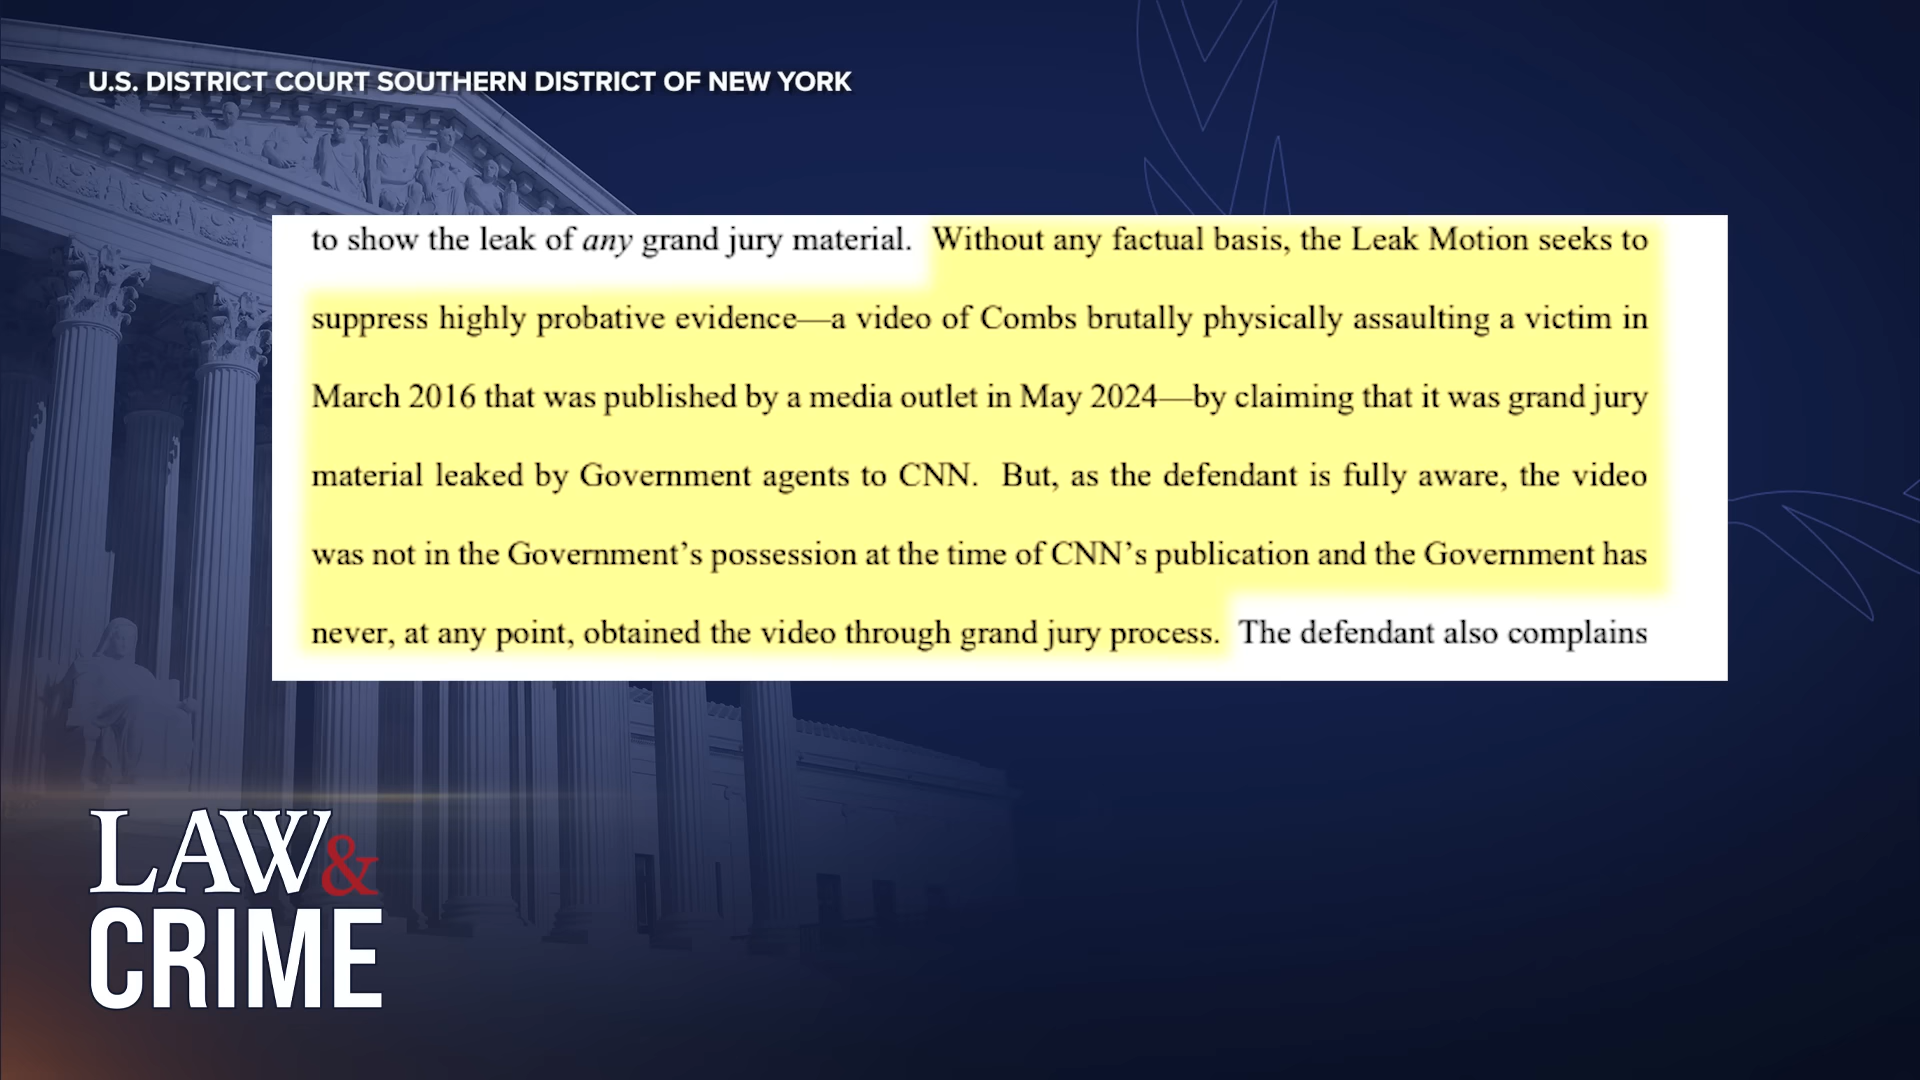 U.S. DISTRICT COURT SOUTHERN DISTRICT OF NEW YORK
to show the leak of any grand jury material. Without any factual basis, the Leak Motion seeks to
suppress highly probative evidence—a video of Combs brutally physically assaulting a victim in
March 2016 that was published by a media outlet in May 2024—by claiming that it was grand jury
material leaked by Government agents to CNN. But, as the defendant is fully aware, the video
was not in the Government’s possession at the time of CNN’s publication and the Government has
never, at any point, obtained the video through grand jury process. The defendant also complains
LAW&
CRIME